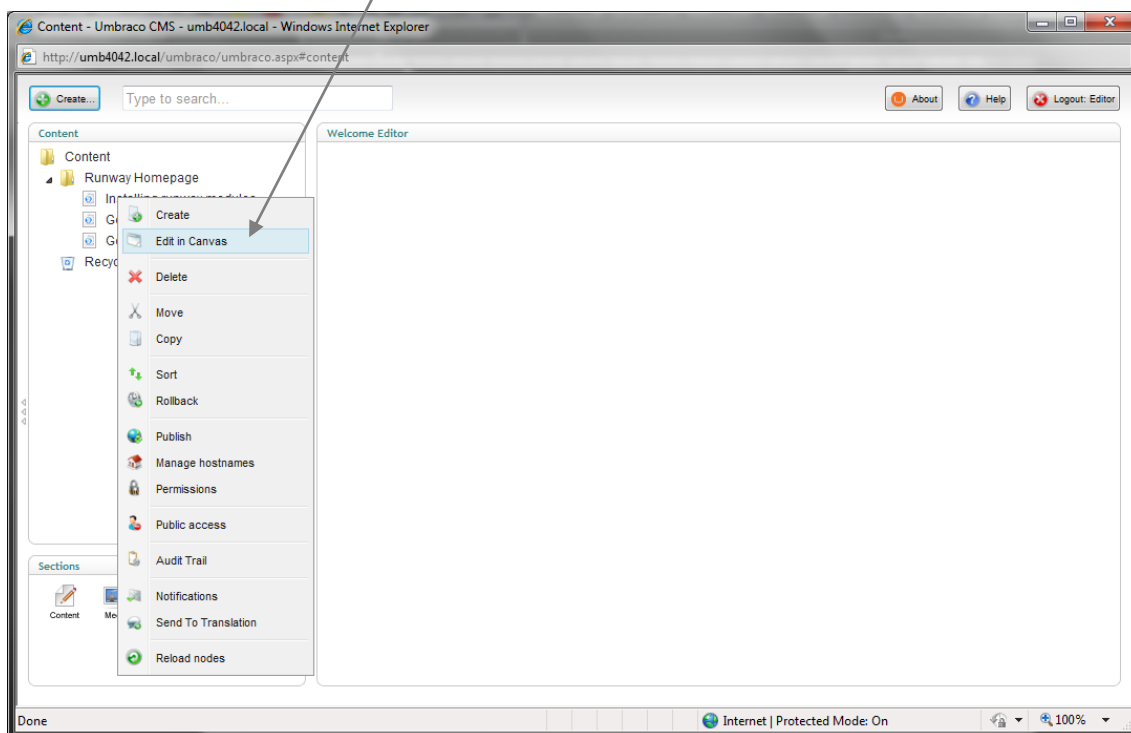 Content - Umbraco CMS - umb4042.local - Windows Internet Explorer
http://umb4042.local/umbraco/umbraco.aspx#content
Create... Type to search... About Help Logout: Editor
Content Welcome Editor
Content
Runway Homepage
Installing runway modules
Create
Edit in Canvas
Delete
Move
Copy
Sort
Rollback
Publish
Manage hostnames
Permissions
Public access
Audit Trail
Sections
Notifications
Content
Send To Translation
Reload nodes
Done Internet | Protected Mode: On 100%